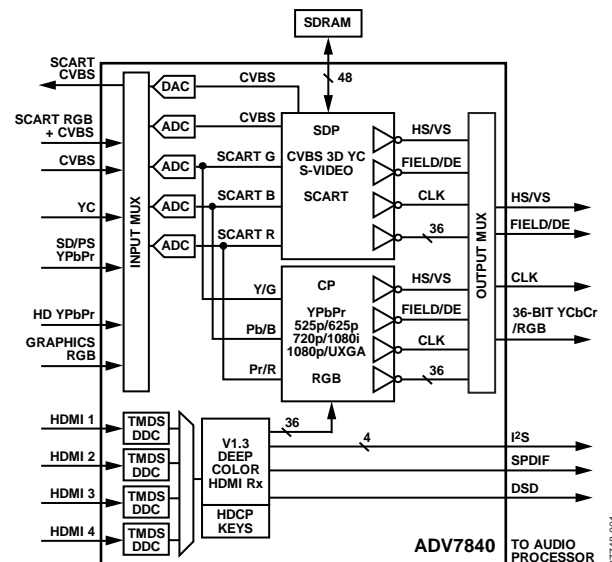 SDRAM
48
SCART
CVBS
SCART RGB
+ CVBS
CVBS
YC
SD/PS
YPbPr
HD YPbPr
GRAPHICS
RGB
INPUT MUX
DAC
ADC
ADC
ADC
ADC
CVBS
CVBS
SCART G
SCART B
SCART R
Y/G
Pb/B
Pr/R
SDP
CVBS 3D YC
S-VIDEO
SCART
HS/VS
FIELD/DE
CLK
36
CP
YPbPr
525p/625p
720p/1080i
1080p/UXGA
RGB
HS/VS
FIELD/DE
CLK
36
OUTPUT MUX
HS/VS
FIELD/DE
CLK
36-BIT YCbCr
/RGB
HDMI 1
HDMI 2
HDMI 3
HDMI 4
TMDS
DDC
TMDS
DDC
TMDS
DDC
TMDS
DDC
36
V1.3
DEEP
COLOR
HDMI Rx
HDCP
KEYS
4
I²S
SPDIF
DSD
ADV7840
TO AUDIO
PROCESSOR